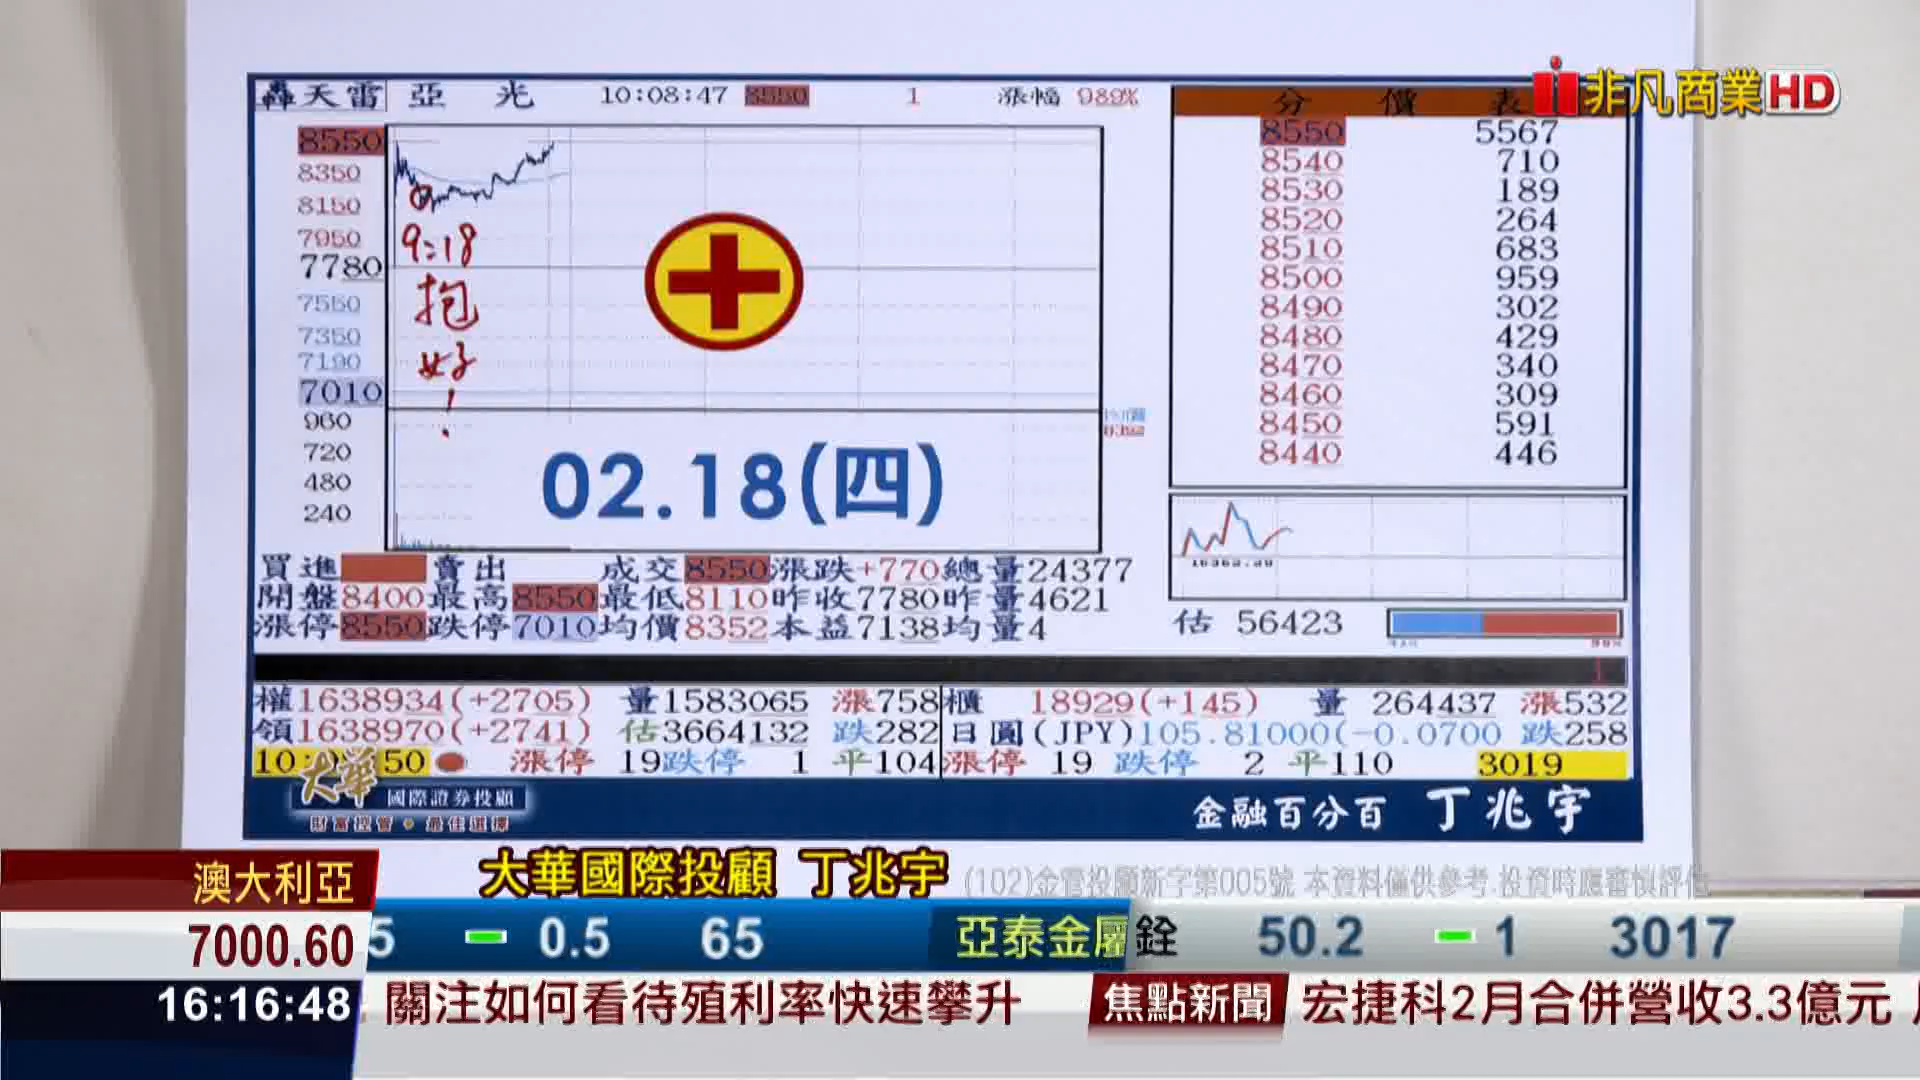 轟天雷 亞光 10:08:47 8550 1 漲幅 989%
非凡商業HD
分價表
8550 5567
8540 710
8530 189
8520 264
8510 683
8500 959
8490 302
8480 429
8470 340
8460 309
8450 591
8440 446
8550
8350
8150
7950
7780
7550
7350
7190
7010
960
720
480
240
9:18
抱
好
!
02.18(四)
買進 賣出 成交8550漲跌+770總量24377
開盤8400最高8550最低8110昨收7780昨量4621
漲停8550跌停7010均價8352本益7138均量4
估 56423
權1638934(+2705) 量1583065 漲758
領1638970(+2741) 估3664132 跌282
50 漲停 19跌停 1 平104
櫃 18929(+145) 量 264437 漲532
日圓(JPY)105.81000(-0.0700 跌258
漲停 19 跌停 2 平110 3019
大華 國際證券投顧
財富控管 最佳選擇
金融百分百 丁兆宇
大華國際投顧 丁兆宇 (102)金管投顧新字第005號 本資料僅供參考.投資時應審慎評估
澳大利亞
7000.60
5 0.5 65 亞泰金屬 銓 50.2 1 3017
16:16:48
關注如何看待殖利率快速攀升 焦點新聞 宏捷科2月合併營收3.3億元